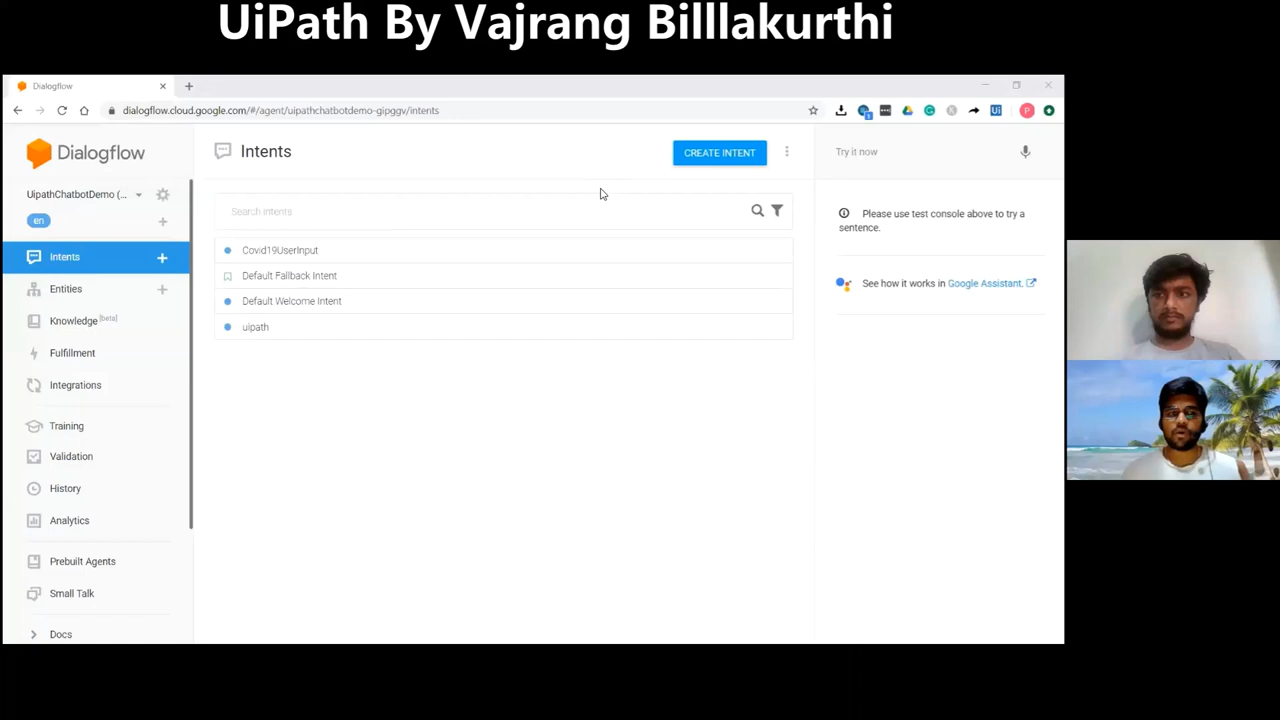 UiPath By Vajrang Billlakurthi
Dialogflow
dialogflow.cloud.google.com/#/agent/uipathchatbotdemo-gipggv/intents
Dialogflow
UipathChatbotDemo (...
en
Intents
Entities
Knowledge [beta]
Fulfillment
Integrations
Training
Validation
History
Analytics
Prebuilt Agents
Small Talk
Docs
Intents
CREATE INTENT
Search intents
Covid19UserInput
Default Fallback Intent
Default Welcome Intent
uipath
Try it now
Please use test console above to try a
sentence.
See how it works in Google Assistant.
Ui
P